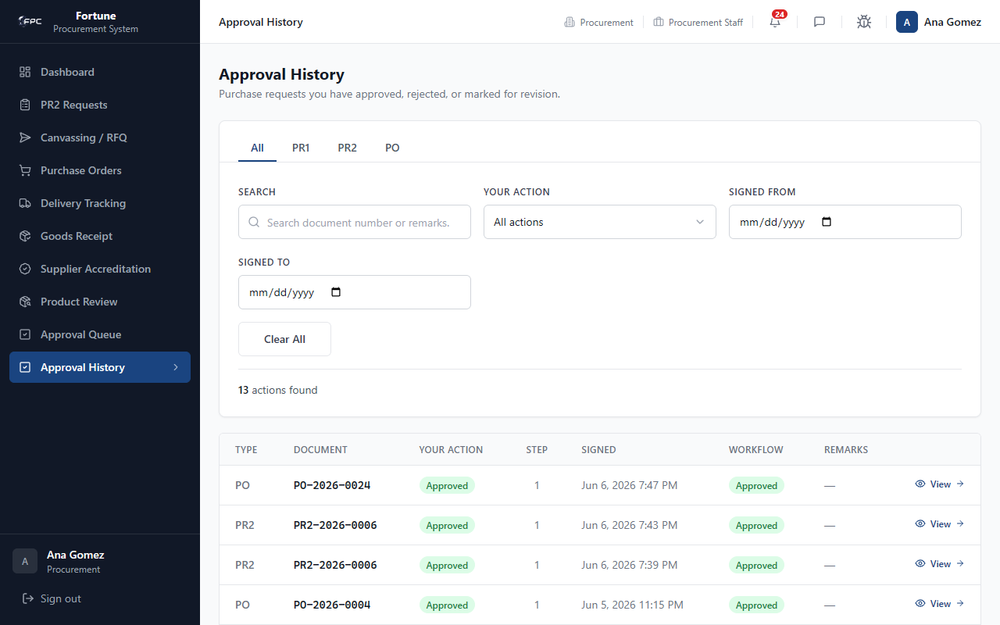 FPC
Fortune
Procurement System
Dashboard
PR2 Requests
Canvassing / RFQ
Purchase Orders
Delivery Tracking
Goods Receipt
Supplier Accreditation
Product Review
Approval Queue
Approval History
A
Ana Gomez
Procurement
Sign out
Approval History
Procurement
Procurement Staff
24
A
Ana Gomez
Approval History
Purchase requests you have approved, rejected, or marked for revision.
All PR1 PR2 PO
SEARCH YOUR ACTION SIGNED FROM
Search document number or remarks. All actions mm/dd/yyyy
SIGNED TO
mm/dd/yyyy
Clear All
13 actions found
TYPE DOCUMENT YOUR ACTION STEP SIGNED WORKFLOW REMARKS
PO PO-2026-0024 Approved 1 Jun 6, 2026 7:47 PM Approved — View
PR2 PR2-2026-0006 Approved 1 Jun 6, 2026 7:43 PM Approved — View
PR2 PR2-2026-0006 Approved 1 Jun 6, 2026 7:39 PM Approved — View
PO PO-2026-0004 Approved 1 Jun 5, 2026 11:15 PM Approved — View